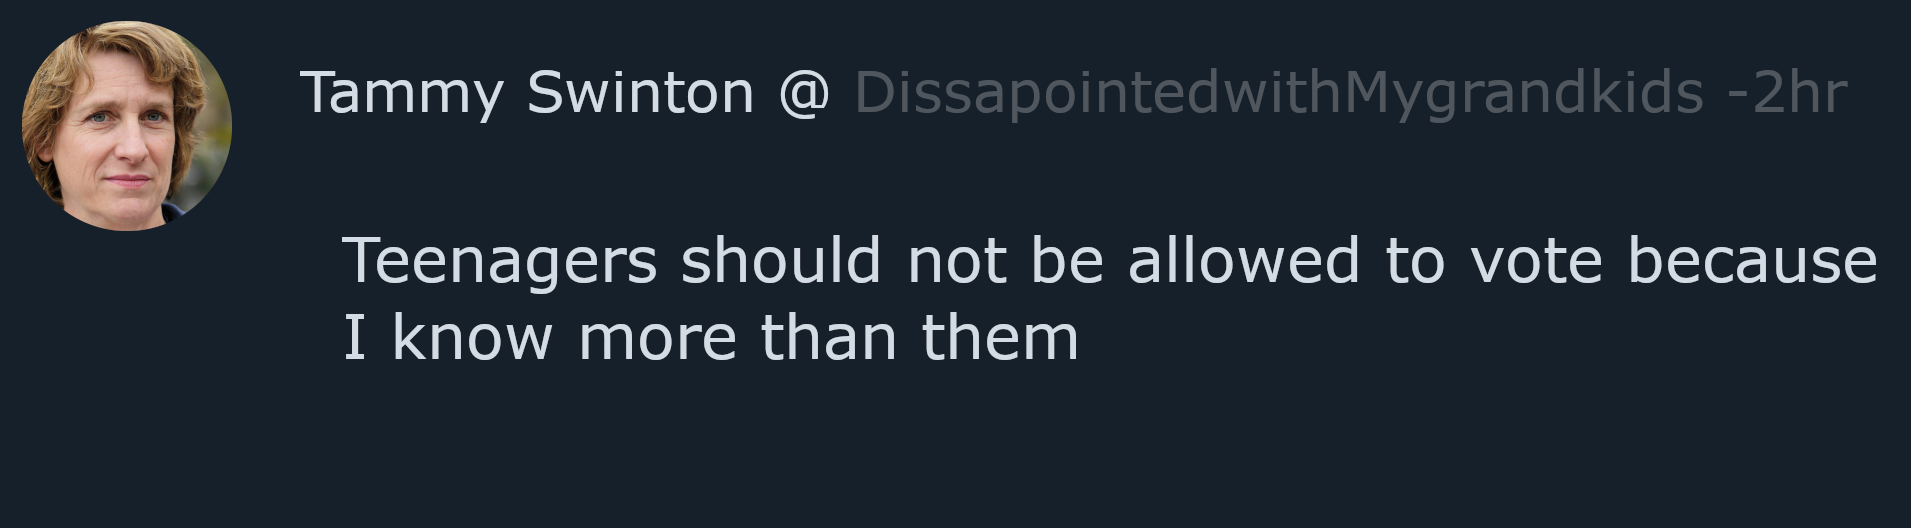 Tammy Swinton @ DissapointedwithMygrandkids -2hr
Teenagers should not be allowed to vote because
I know more than them